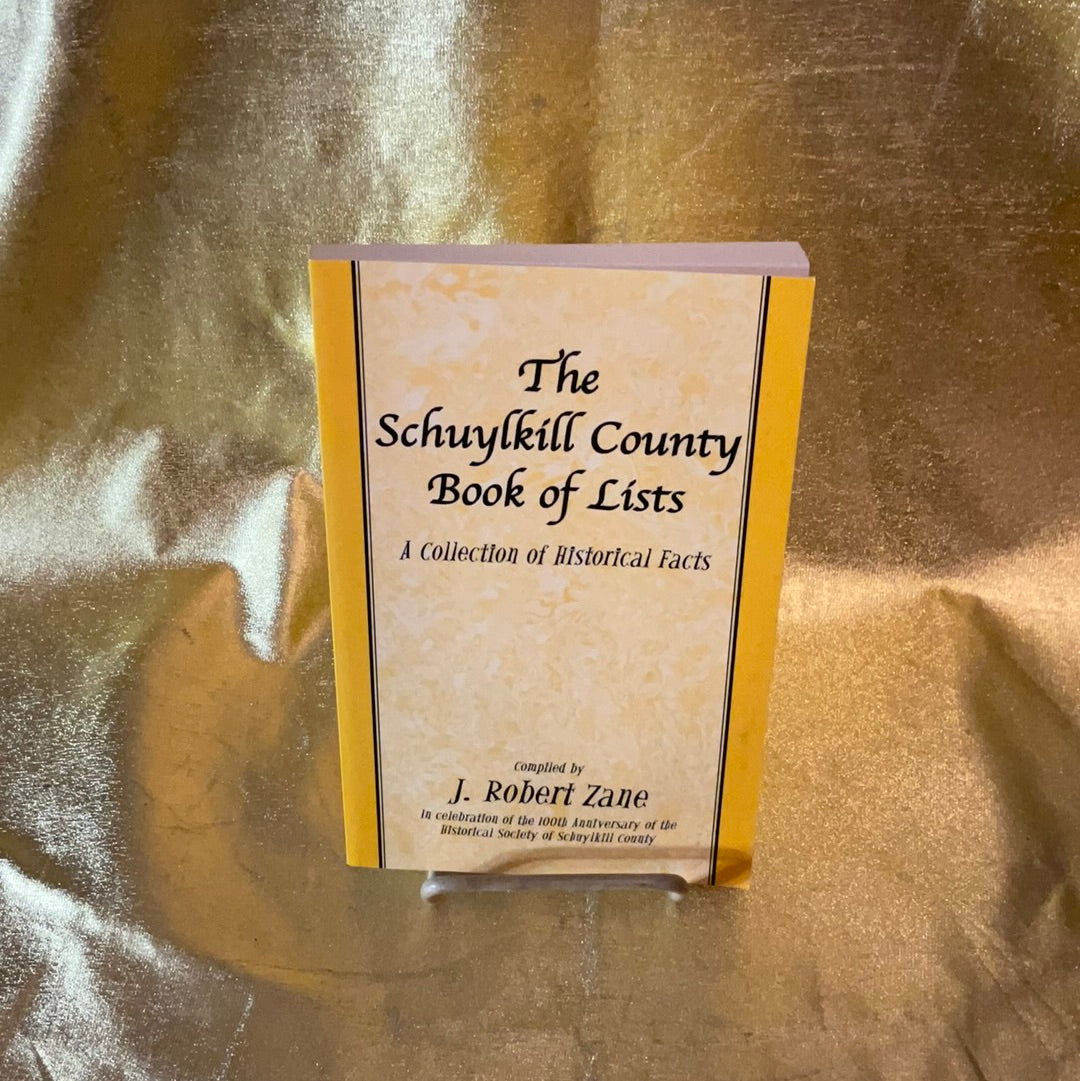 The
Schuylkill County
Book of Lists
A Collection of Historical Facts
Compiled by
J. Robert Zane
In celebration of the 100th Anniversary of the
Historical Society of Schuylkill County